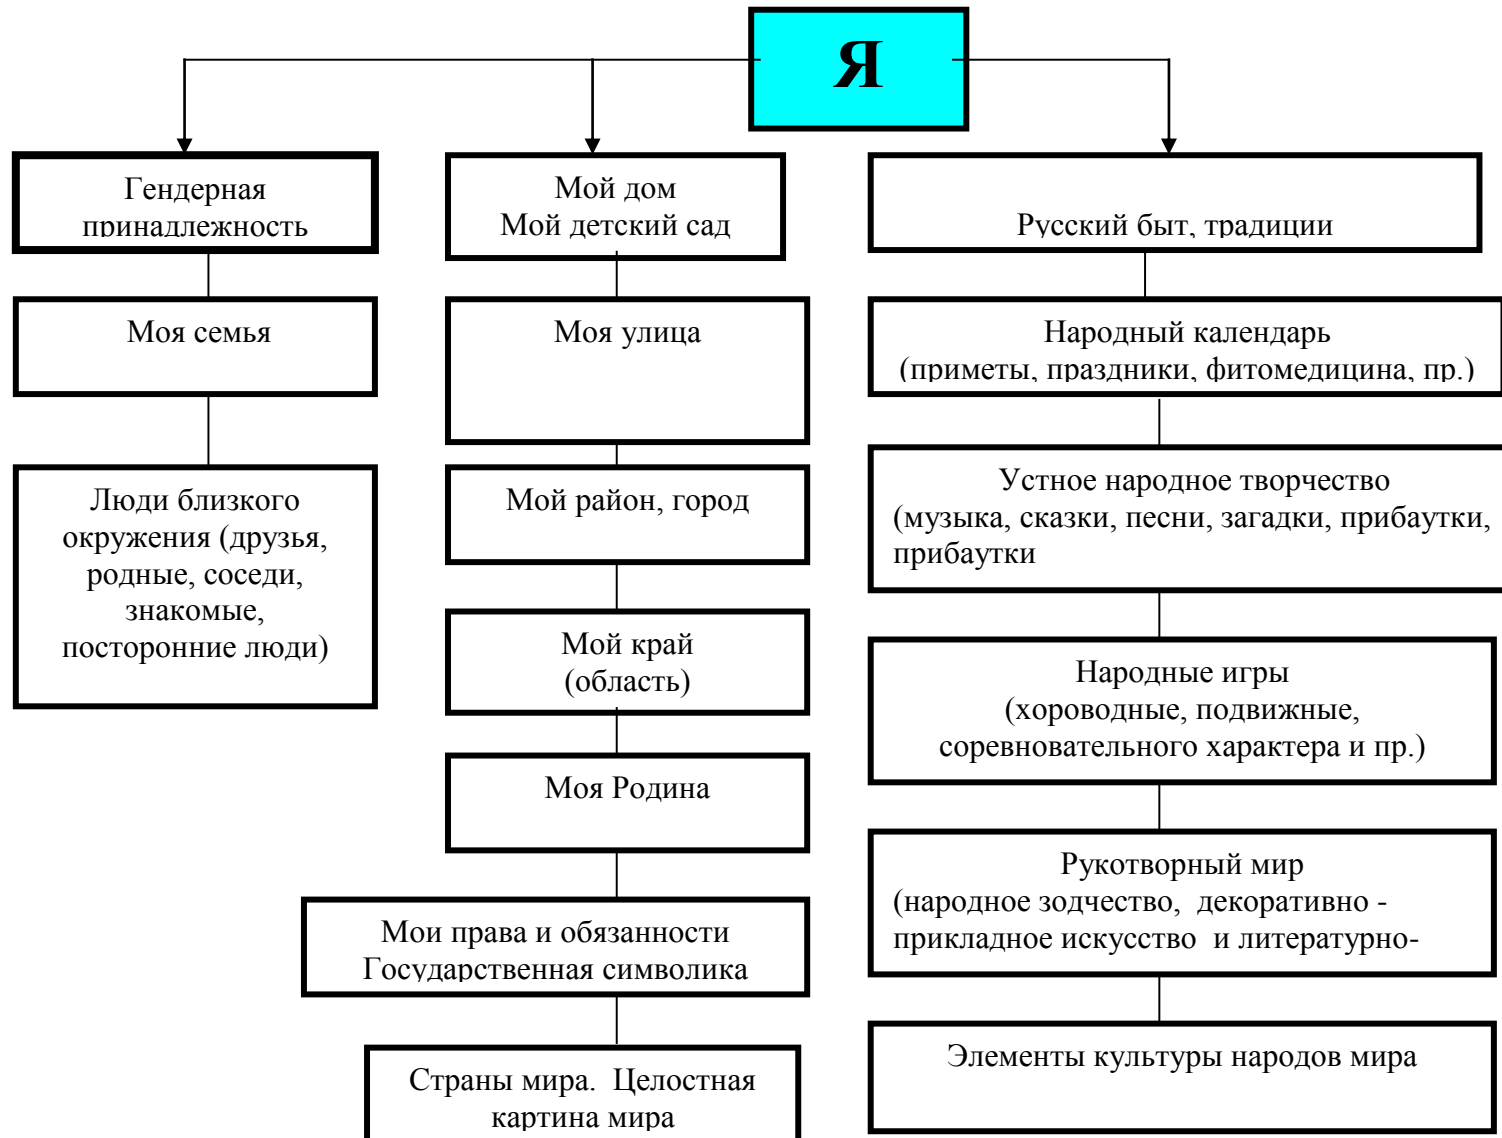 Я
Гендерная
принадлежность
Моя семья
Люди близкого
окружения (друзья,
родные, соседи,
знакомые,
посторонние люди)
Мой дом
Мой детский сад
Моя улица
Мой район, город
Мой край
(область)
Моя Родина
Мои права и обязанности
Государственная символика
Страны мира. Целостная
картина мира
Русский быт, традиции
Народный календарь
(приметы, праздники, фитомедицина, пр.)
Устное народное творчество
(музыка, сказки, песни, загадки, прибаутки,
прибаутки
Народные игры
(хороводные, подвижные,
соревновательного характера и пр.)
Рукотворный мир
(народное зодчество, декоративно -
прикладное искусство и литературно-
Элементы культуры народов мира